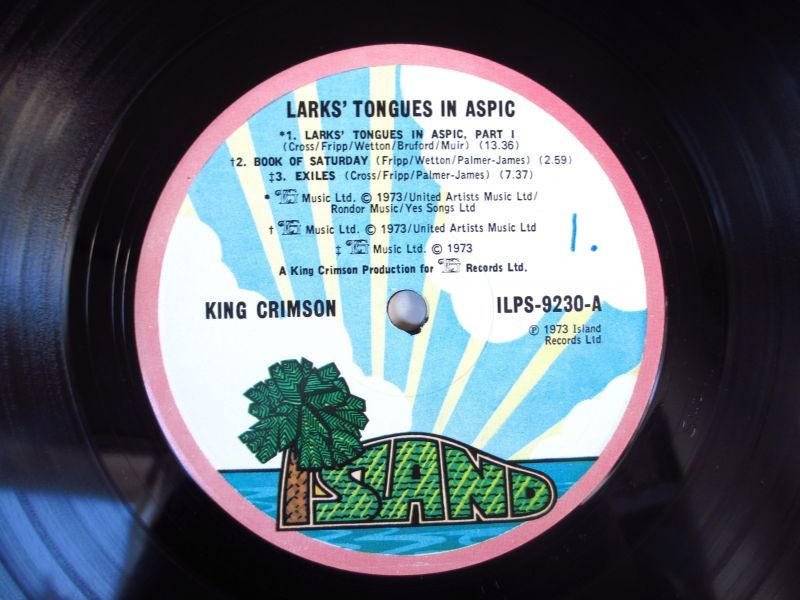 LARKS' TONGUES IN ASPIC
*1. LARKS' TONGUES IN ASPIC, PART I
(Cross/Fripp/Wetton/Bruford/Muir) (13.36)
†2. BOOK OF SATURDAY (Fripp/Wetton/Palmer-James) (2.59)
‡3. EXILES (Cross/Fripp/Palmer-James) (7.37)
* Music Ltd. © 1973/United Artists Music Ltd/
Rondor Music/Yes Songs Ltd
† Music Ltd. © 1973/United Artists Music Ltd
‡ Music Ltd. © 1973
1.
A King Crimson Production for Records Ltd.
KING CRIMSON
ILPS-9230-A
℗ 1973 Island
Records Ltd
ISLAND